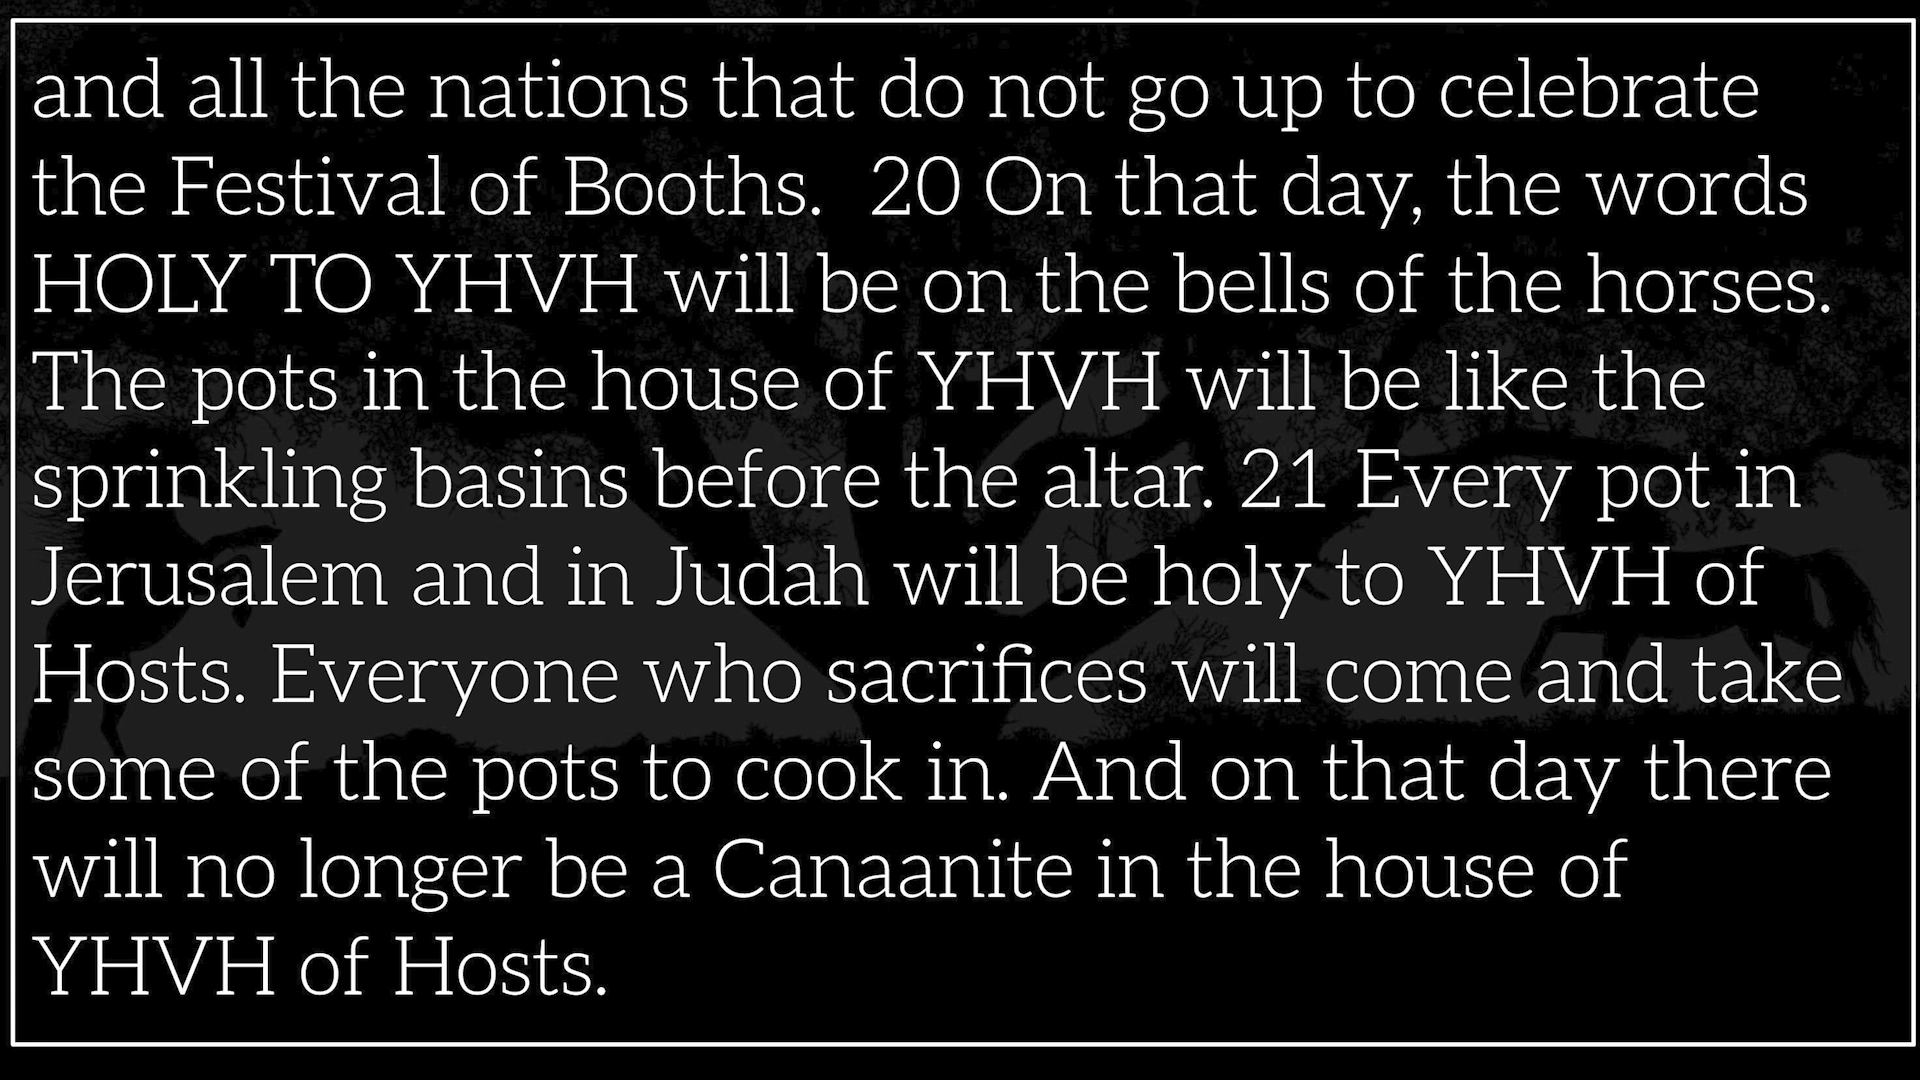 and all the nations that do not go up to celebrate
the Festival of Booths.  20 On that day, the words
HOLY TO YHVH will be on the bells of the horses.
The pots in the house of YHVH will be like the
sprinkling basins before the altar. 21 Every pot in
Jerusalem and in Judah will be holy to YHVH of
Hosts. Everyone who sacrifices will come and take
some of the pots to cook in. And on that day there
will no longer be a Canaanite in the house of
YHVH of Hosts.